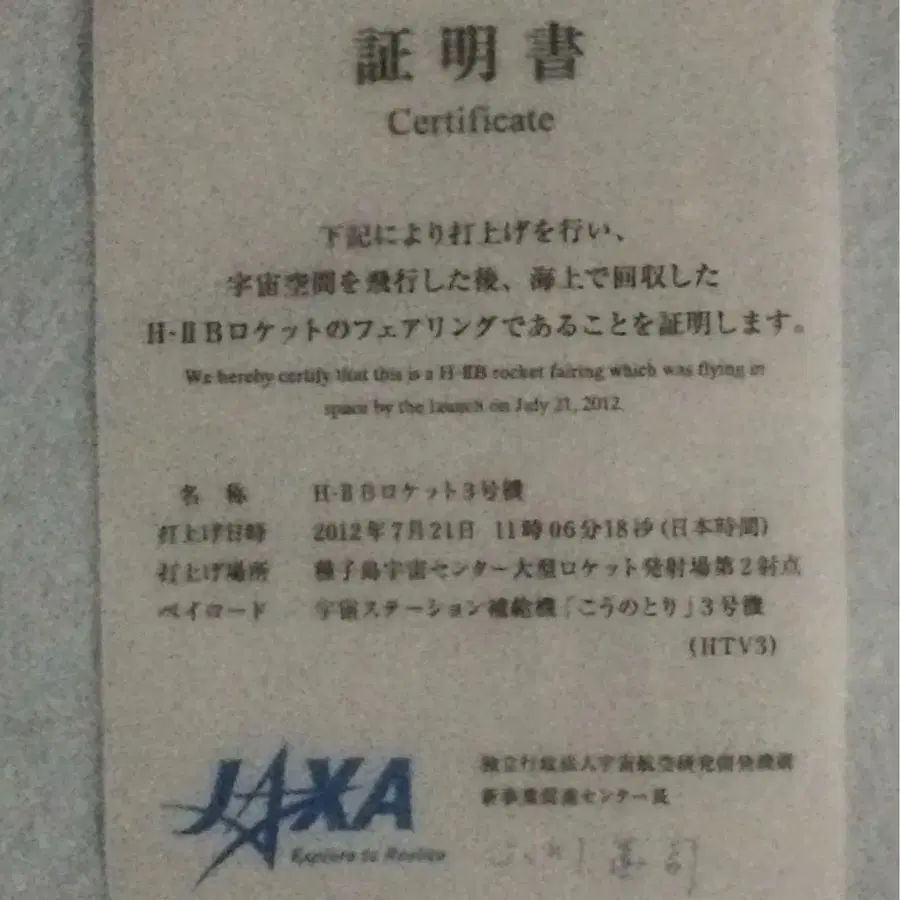 証明書
Certificate
下記により打上げを行い、
宇宙空間を飛行した後、海上で回収した
H-ⅡBロケットのフェアリングであることを証明します。
We hereby certify that this is a H-ⅡB rocket fairing which was flying in
space by the launch on July 21, 2012.
名 称 H-ⅡBロケット3号機
打上げ日時 2012年7月21日 11時06分18秒(日本時間)
打上げ場所 種子島宇宙センター大型ロケット発射場第2射点
ペイロード 宇宙ステーション補給機「こうのとり」3号機
(HTV3)
JAXA
Explore to Realize
独立行政法人宇宙航空研究開発機構
新事業促進センター長